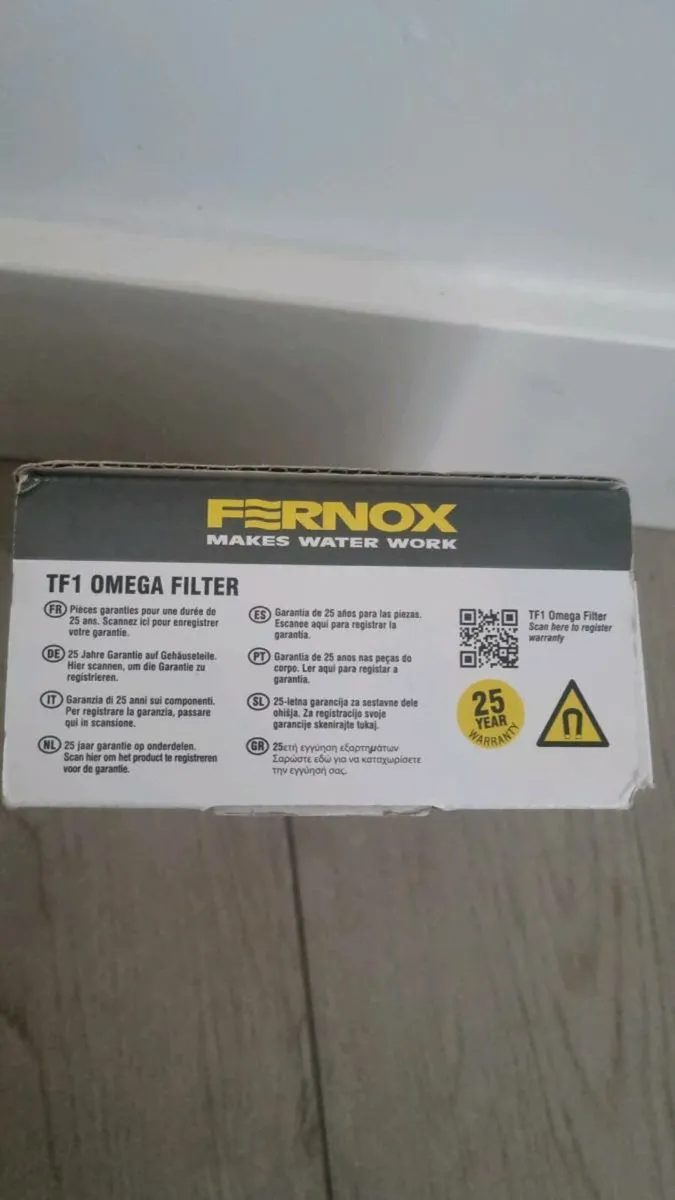 FERNOX
MAKES WATER WORK
TF1 OMEGA FILTER
FR Pièces garanties pour une durée de
25 ans. Scannez ici pour enregistrer
votre garantie.
DE 25 Jahre Garantie auf Gehäuseteile.
Hier scannen, um die Garantie zu
registrieren.
IT Garanzia di 25 anni sui componenti.
Per registrare la garanzia, passare
qui in scansione.
NL 25 jaar garantie op onderdelen.
Scan hier om het product te registreren
voor de garantie.
ES Garantía de 25 años para las piezas.
Escanee aquí para registrar la
garantía.
PT Garantia de 25 anos nas peças do
corpo. Ler aqui para registar a
garantia.
SL 25-letna garancija za sestavne dele
ohišja. Za registracijo svoje
garancije skenirajte tukaj.
GR 25ετή εγγύηση εξαρτημάτων
Σαρώστε εδώ για να καταχωρίσετε
την εγγύησή σας.
TF1 Omega Filter
Scan here to register
warranty
25
YEAR
WARRANTY